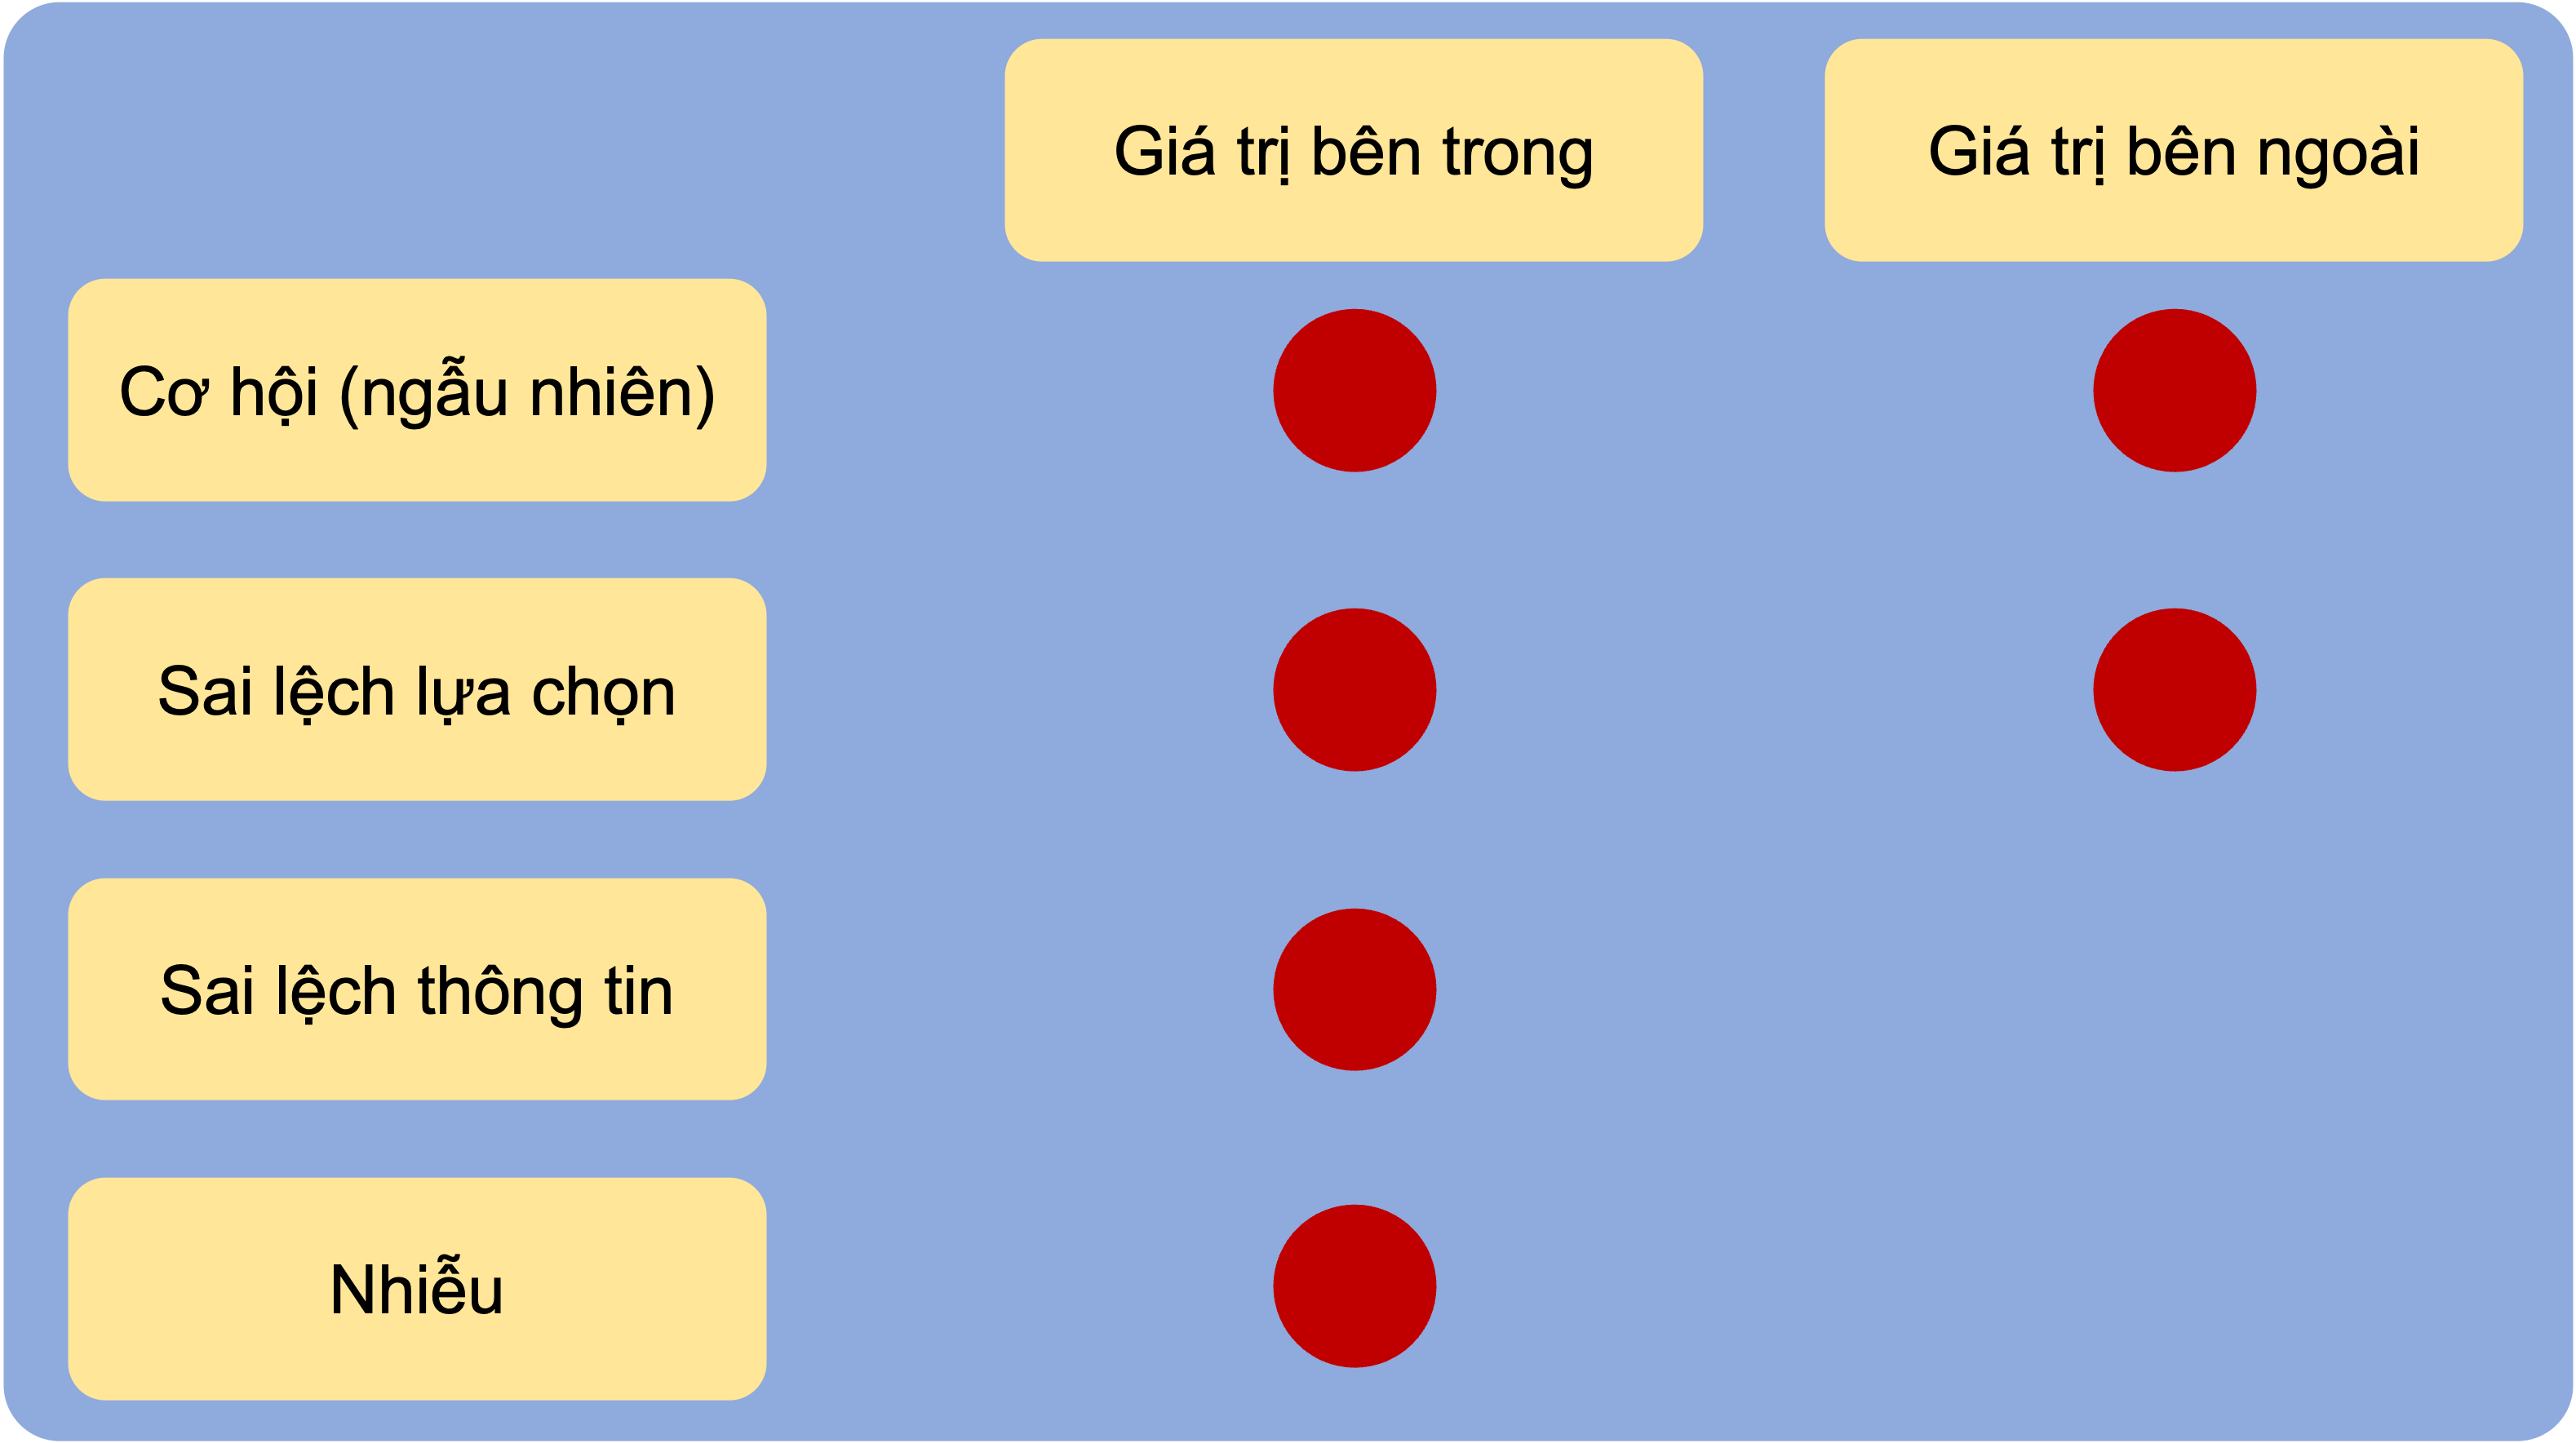 Giá trị bên trong
Giá trị bên ngoài
Cơ hội (ngẫu nhiên)
Sai lệch lựa chọn
Sai lệch thông tin
Nhiễu